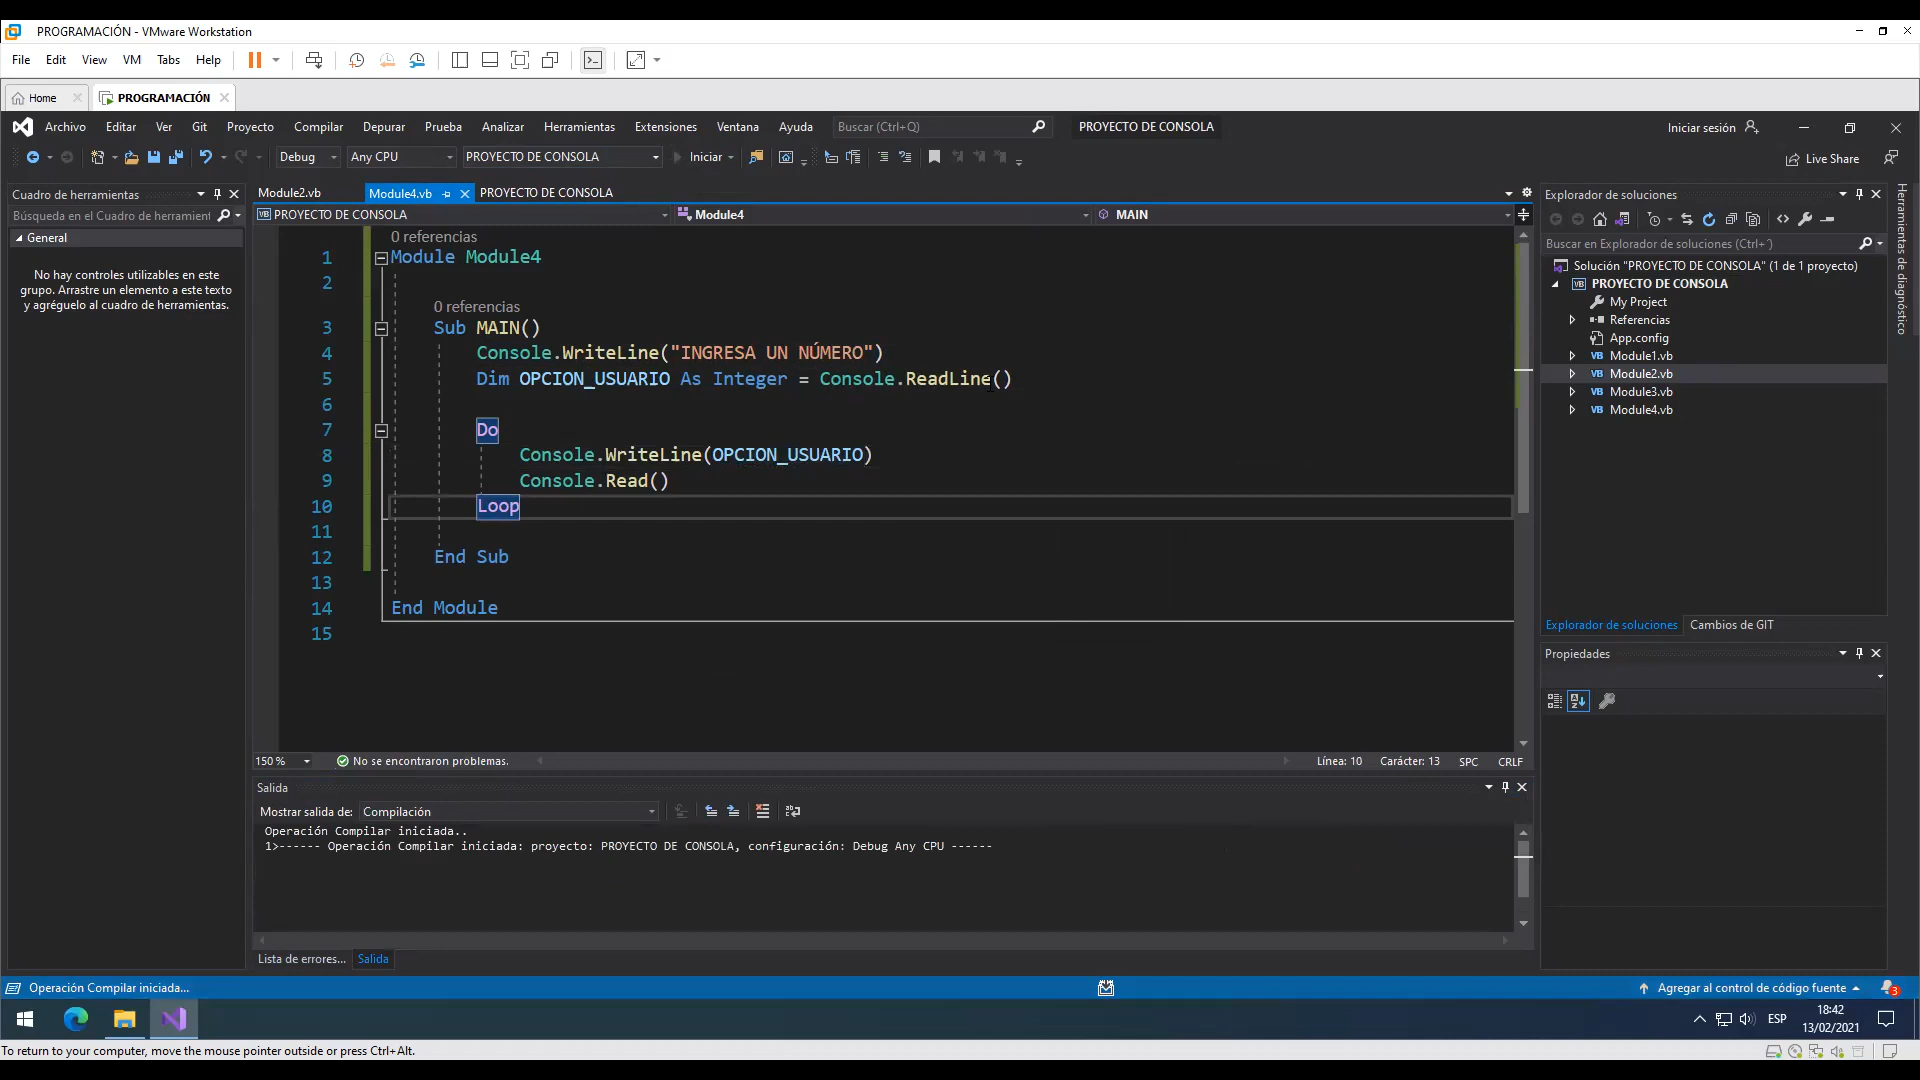 PROGRAMACIÓN - VMware Workstation
File Edit View VM Tabs Help
Home PROGRAMACIÓN
Archivo Editar Ver Git Proyecto Compilar Depurar Prueba Analizar Herramientas Extensiones Ventana Ayuda Buscar (Ctrl+Q) PROYECTO DE CONSOLA Iniciar sesión
Debug Any CPU PROYECTO DE CONSOLA Iniciar Live Share
Cuadro de herramientas
Búsqueda en el Cuadro de herramient
General
No hay controles utilizables en este
grupo. Arrastre un elemento a este texto
y agréguelo al cuadro de herramientas.
Module2.vb Module4.vb PROYECTO DE CONSOLA
PROYECTO DE CONSOLA Module4 MAIN
0 referencias
1 Module Module4
2
0 referencias
3 Sub MAIN()
4 Console.WriteLine("INGRESA UN NÚMERO")
5 Dim OPCION_USUARIO As Integer = Console.ReadLine()
6
7 Do
8 Console.WriteLine(OPCION_USUARIO)
9 Console.Read()
10 Loop
11
12 End Sub
13
14 End Module
15
150 % No se encontraron problemas. Línea: 10 Carácter: 13 SPC CRLF
Salida
Mostrar salida de: Compilación
Operación Compilar iniciada..
1>------ Operación Compilar iniciada: proyecto: PROYECTO DE CONSOLA, configuración: Debug Any CPU ------
Lista de errores... Salida
Explorador de soluciones
Buscar en Explorador de soluciones (Ctrl+´)
Solución "PROYECTO DE CONSOLA" (1 de 1 proyecto)
VB PROYECTO DE CONSOLA
My Project
Referencias
App.config
VB Module1.vb
VB Module2.vb
VB Module3.vb
VB Module4.vb
Explorador de soluciones Cambios de GIT
Propiedades
Herramientas de diagnóstico
Operación Compilar iniciada... Agregar al control de código fuente 3
ESP 18:42
13/02/2021
To return to your computer, move the mouse pointer outside or press Ctrl+Alt.